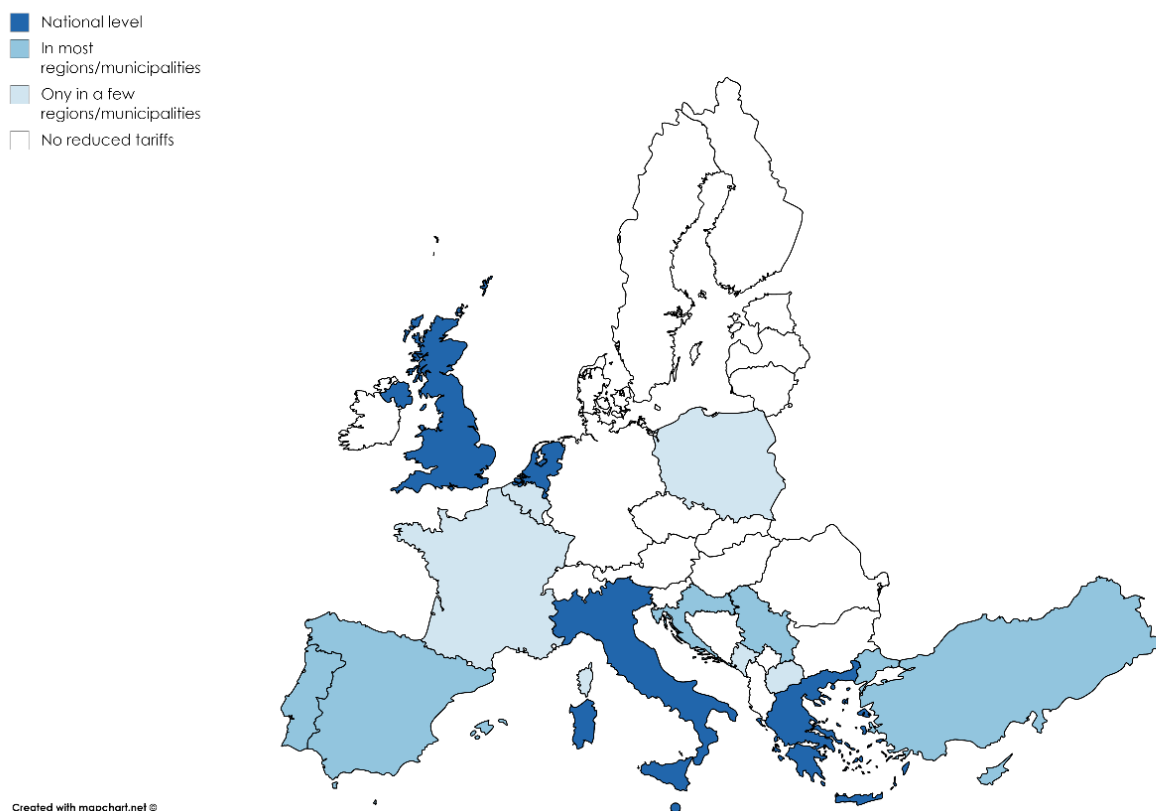 National level
In most
regions/municipalities
Ony in a few
regions/municipalities
No reduced tariffs
Created with mapchart.net ©